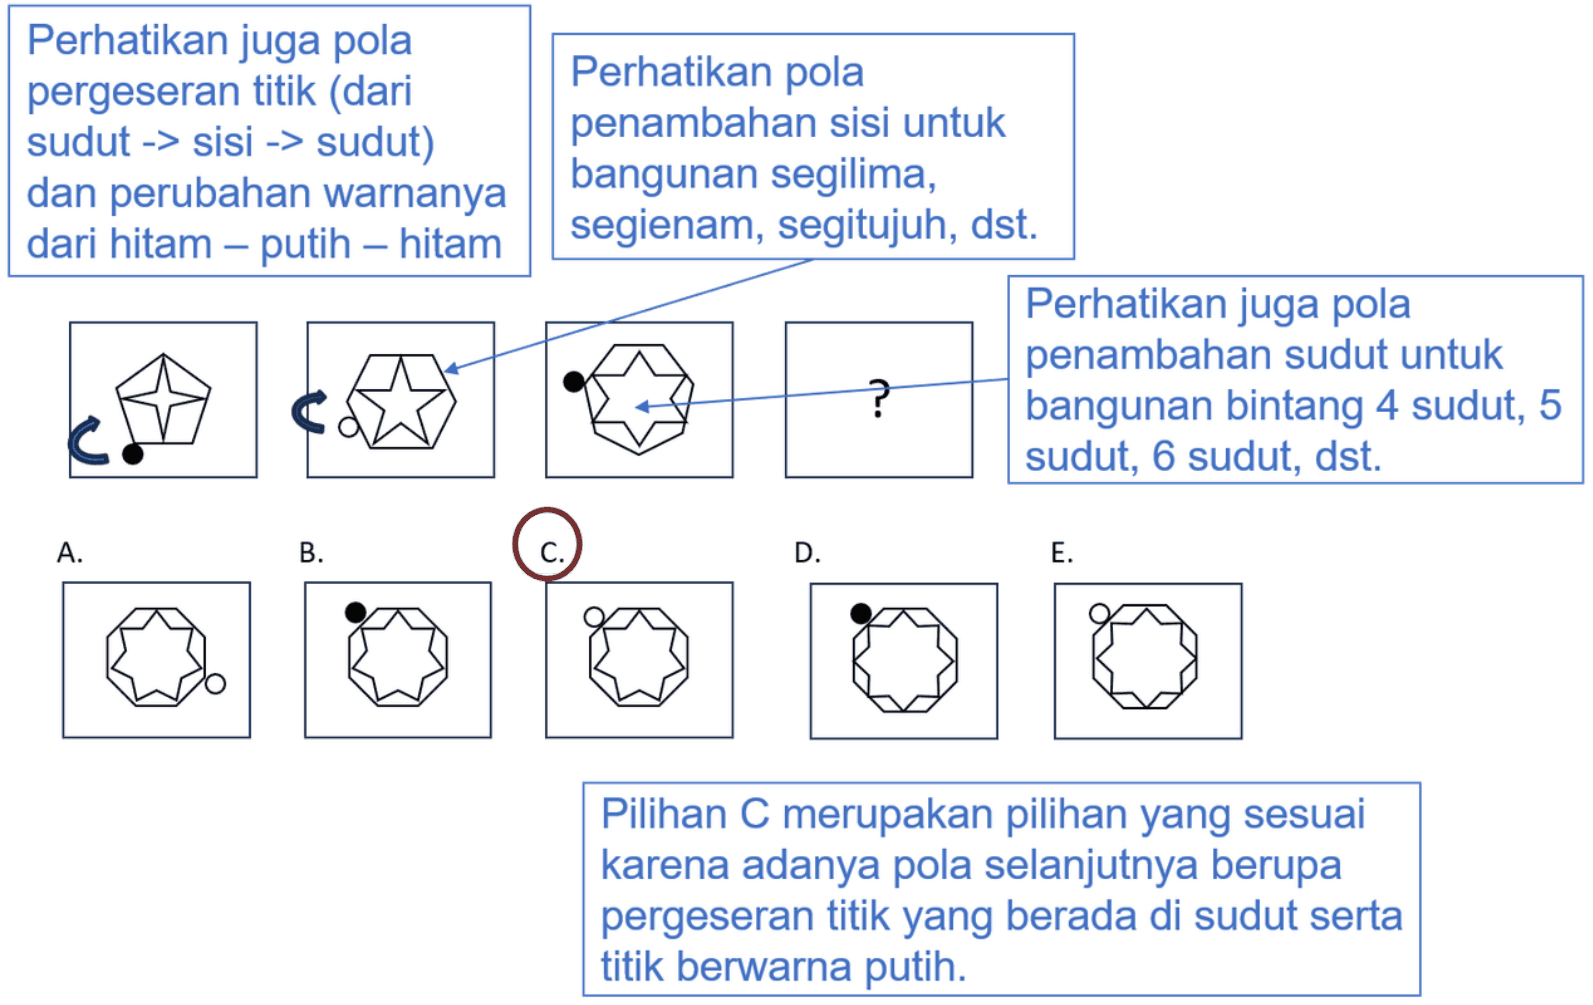 Perhatikan juga pola
pergeseran titik (dari
sudut -> sisi -> sudut)
dan perubahan warnanya
dari hitam – putih – hitam
Perhatikan pola
penambahan sisi untuk
bangunan segilima,
segienam, segitujuh, dst.
Perhatikan juga pola
penambahan sudut untuk
bangunan bintang 4 sudut, 5
sudut, 6 sudut, dst.
?
A.
B.
C.
D.
E.
Pilihan C merupakan pilihan yang sesuai
karena adanya pola selanjutnya berupa
pergeseran titik yang berada di sudut serta
titik berwarna putih.